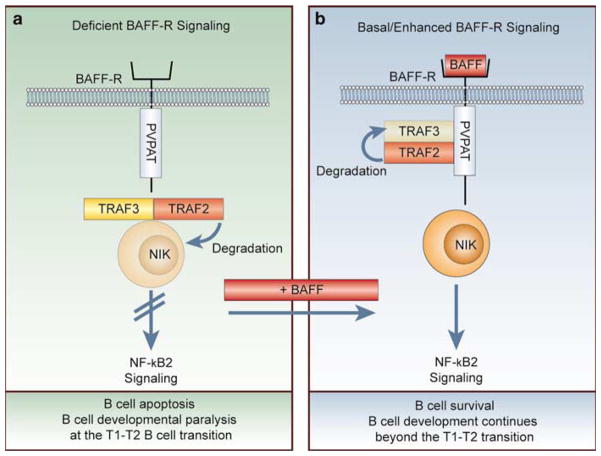 a
Deficient BAFF-R Signaling
BAFF-R
PVPAT
TRAF3
TRAF2
NIK
Degradation
NF-kB2
Signaling
B cell apoptosis
B cell developmental paralysis
at the T1-T2 B cell transition
+ BAFF
b
Basal/Enhanced BAFF-R Signaling
BAFF
BAFF-R
PVPAT
TRAF3
TRAF2
Degradation
NIK
NF-kB2
Signaling
B cell survival
B cell development continues
beyond the T1-T2 transition